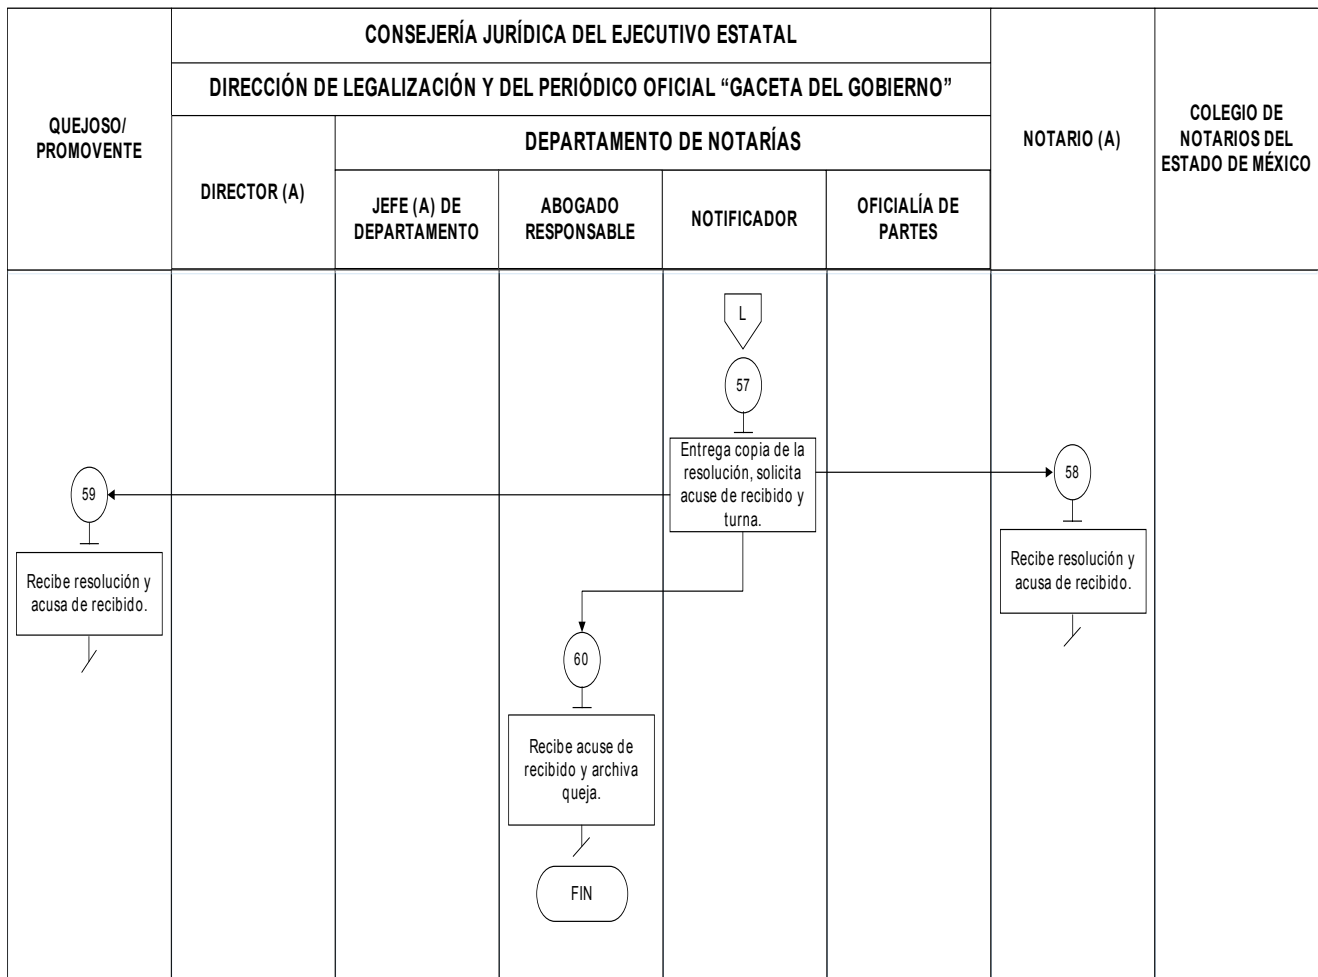 CONSEJERÍA JURÍDICA DEL EJECUTIVO ESTATAL
DIRECCIÓN DE LEGALIZACIÓN Y DEL PERIÓDICO OFICIAL “GACETA DEL GOBIERNO”
QUEJOSO/
PROMOVENTE
DIRECTOR (A)
DEPARTAMENTO DE NOTARÍAS
JEFE (A) DE
DEPARTAMENTO
ABOGADO
RESPONSABLE
NOTIFICADOR
OFICIALÍA DE
PARTES
NOTARIO (A)
COLEGIO DE
NOTARIOS DEL
ESTADO DE MÉXICO
L
57
Entrega copia de la
resolución, solicita
acuse de recibido y
turna.
58
Recibe resolución y
acusa de recibido.
59
Recibe resolución y
acusa de recibido.
60
Recibe acuse de
recibido y archiva
queja.
FIN